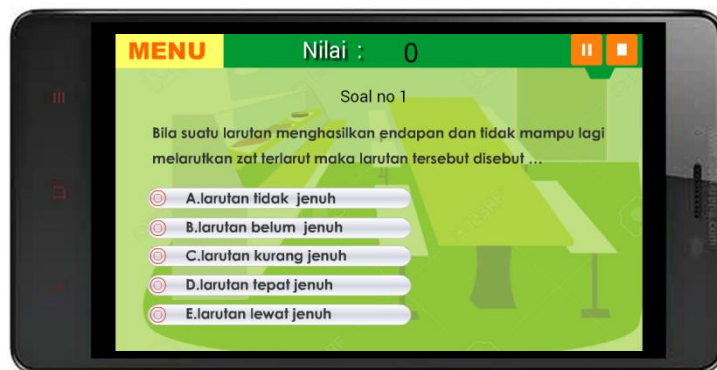 MENU
Nilai : 0
Soal no 1
Bila suatu larutan menghasilkan endapan dan tidak mampu lagi
melarutkan zat terlarut maka larutan tersebut disebut ...
A.larutan tidak jenuh
B.larutan belum jenuh
C.larutan kurang jenuh
D.larutan tepat jenuh
E.larutan lewat jenuh